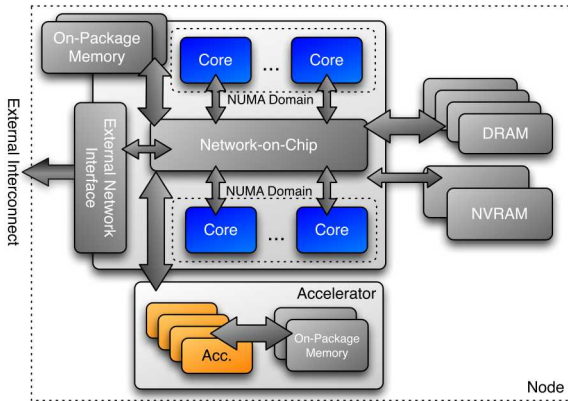 On-Package
Memory
Core
...
Core
NUMA Domain
External Interconnect
External Network
Interface
Network-on-Chip
DRAM
NUMA Domain
Core
...
Core
NVRAM
Accelerator
Acc.
On-Package
Memory
Node